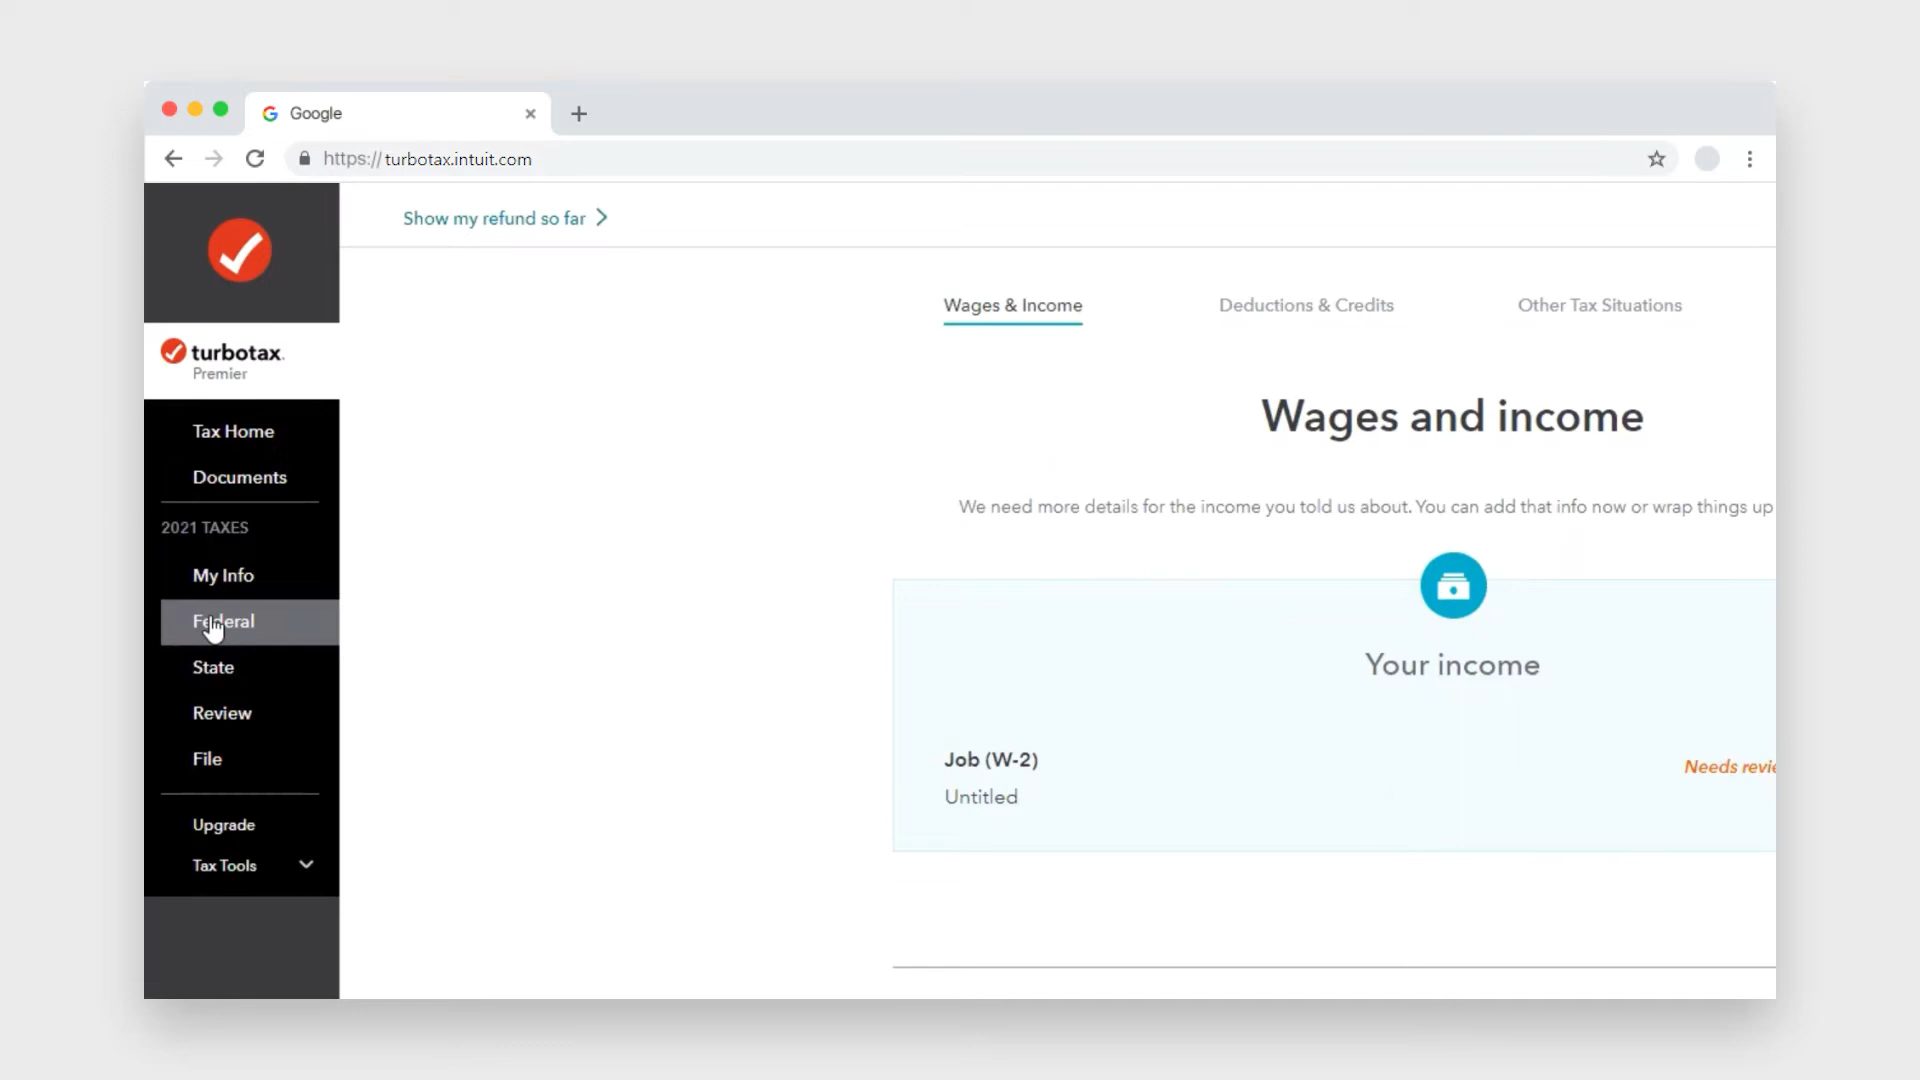 Google
https://turbotax.intuit.com
Show my refund so far
turbotax.
Premier
Tax Home
Documents
2021 TAXES
My Info
Federal
State
Review
File
Upgrade
Tax Tools
Wages & Income
Deductions & Credits
Other Tax Situations
Wages and income
We need more details for the income you told us about. You can add that info now or wrap things up
Your income
Job (W-2)
Needs revie
Untitled